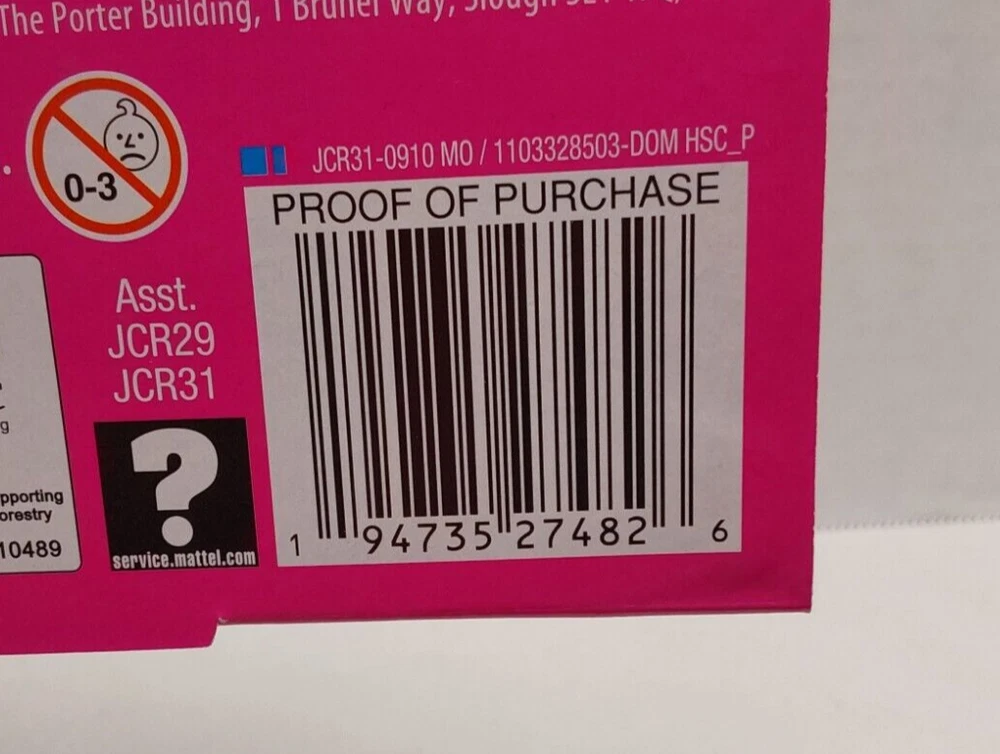 The Porter Building, 1 Brunel Way, Slough
0-3
JCR31-0910 MO / 1103328503-DOM HSC_P
PROOF OF PURCHASE
Asst.
JCR29
JCR31
g
pporting
orestry
10489
?
service.mattel.com
1 94735 27482 6